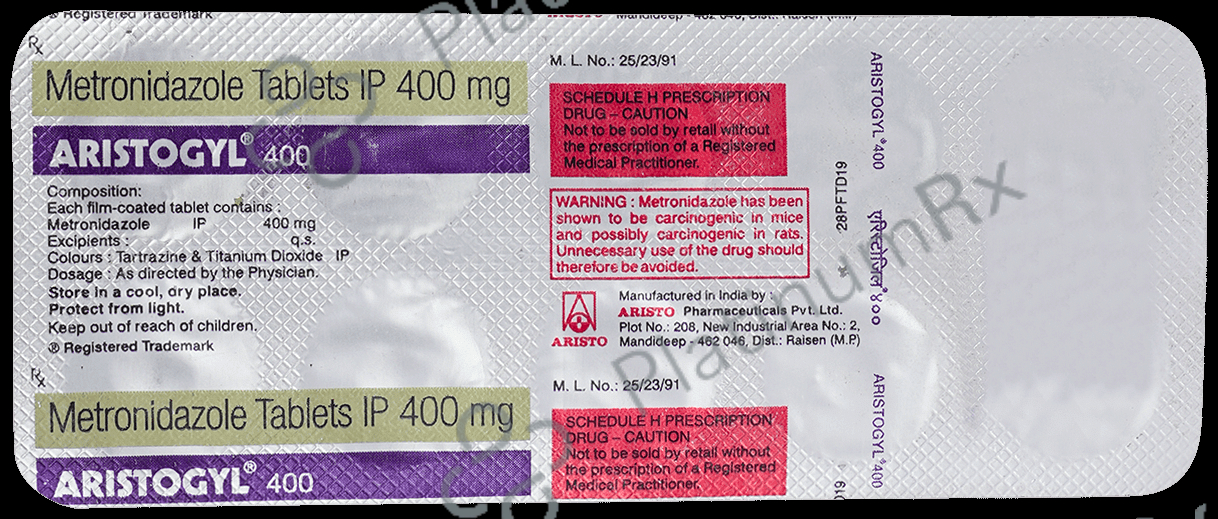 ® Registered Trademark
Rx
Metronidazole Tablets IP 400 mg
ARISTOGYL® 400
Composition:
Each film-coated tablet contains :
Metronidazole IP 400 mg
Excipients : q.s.
Colours : Tartrazine & Titanium Dioxide IP
Dosage : As directed by the Physician.
Store in a cool, dry place.
Protect from light.
Keep out of reach of children.
® Registered Trademark
Rx
Metronidazole Tablets IP 400 mg
ARISTOGYL® 400
ARISTO Mandideep - 462 046, Dist.: Raisen (M.P.)
M. L. No.: 25/23/91
SCHEDULE H PRESCRIPTION
DRUG – CAUTION
Not to be sold by retail without
the prescription of a Registered
Medical Practitioner.
WARNING : Metronidazole has been
shown to be carcinogenic in mice
and possibly carcinogenic in rats.
Unnecessary use of the drug should
therefore be avoided.
Manufactured in India by :
ARISTO Pharmaceuticals Pvt. Ltd.
Plot No.: 208, New Industrial Area No.: 2,
Mandideep - 462 046, Dist.: Raisen (M.P.)
ARISTO
M. L. No.: 25/23/91
SCHEDULE H PRESCRIPTION
DRUG – CAUTION
Not to be sold by retail without
the prescription of a Registered
Medical Practitioner.
28PFTD19
D19
ARISTOGYL® 400
एरिस्टोजिल® ४००
ARISTOGYL® 400
PlatinumRx
Platinum